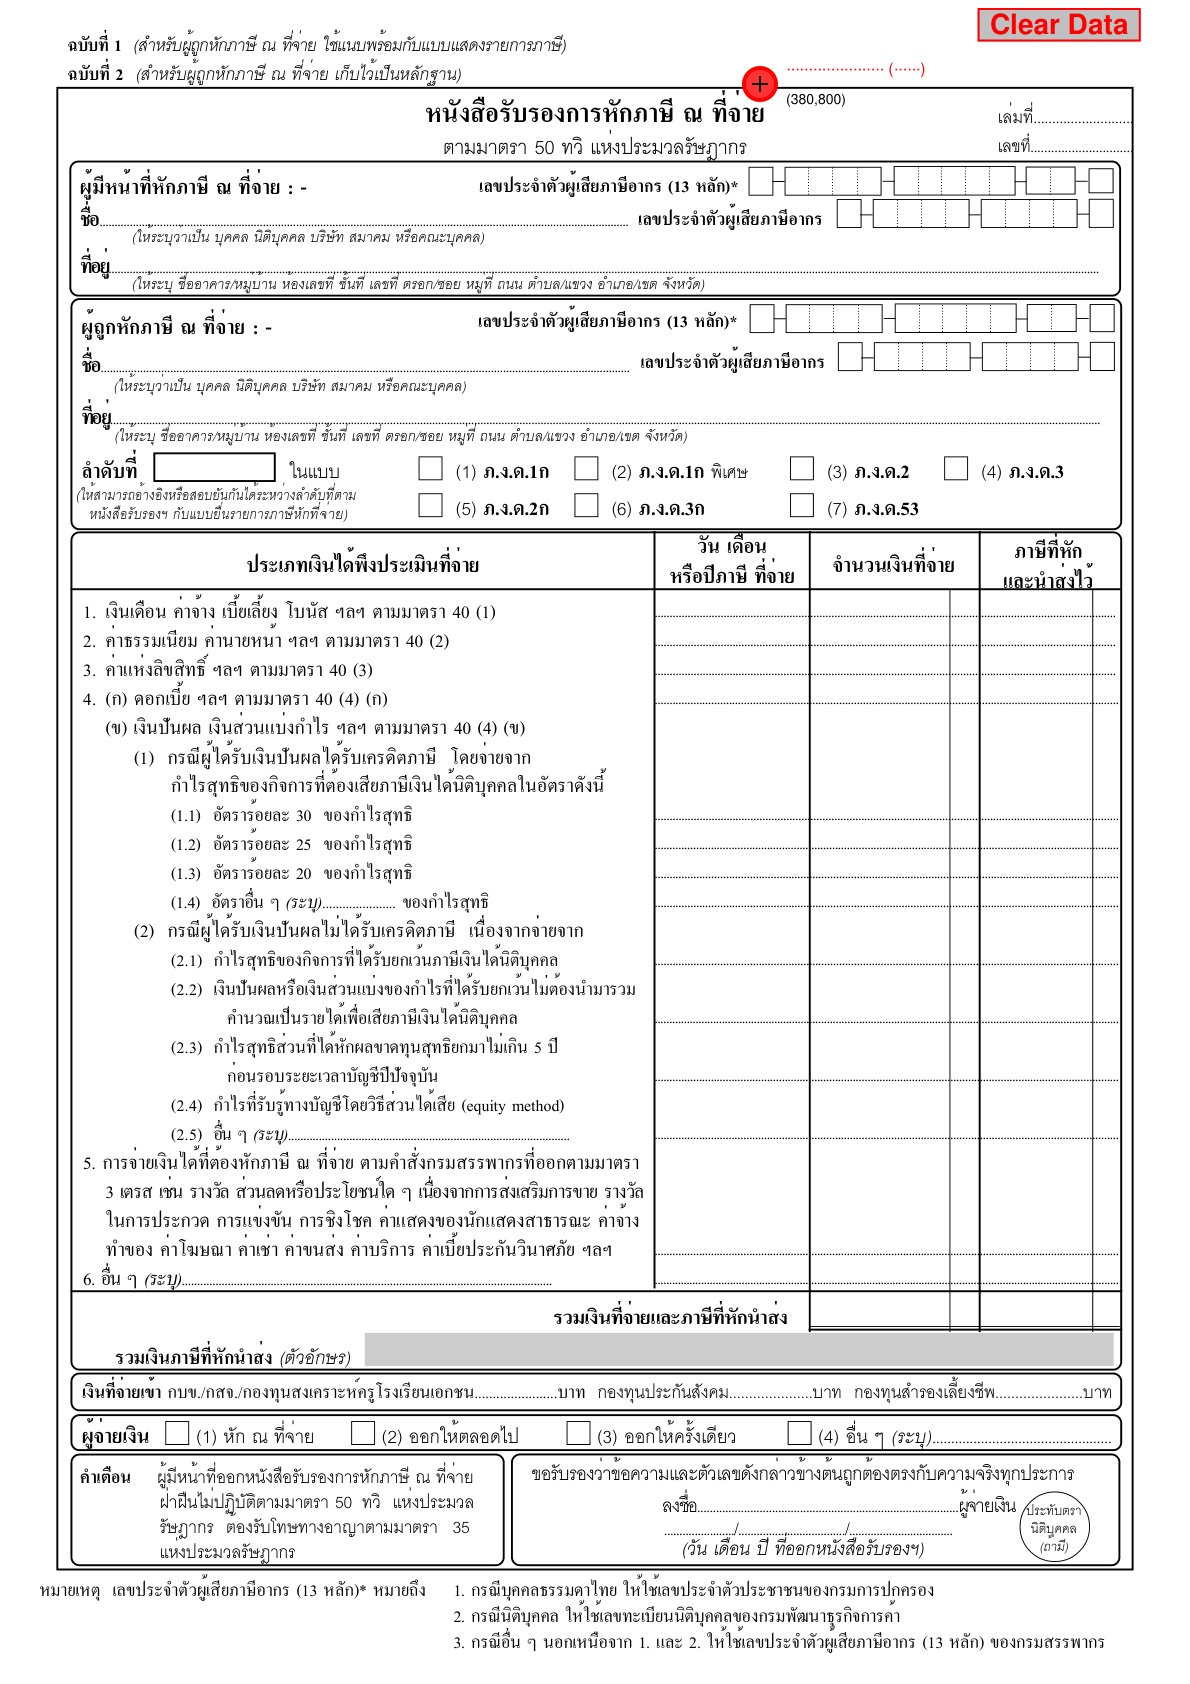 Clear Data
ฉบับที่ 1 (สำหรับผู้ถูกหักภาษี ณ ที่จ่าย ใช้แนบพร้อมกับแบบแสดงรายการภาษี)
ฉบับที่ 2 (สำหรับผู้ถูกหักภาษี ณ ที่จ่าย เก็บไว้เป็นหลักฐาน)
...................... (......)
(380,800)
หนังสือรับรองการหักภาษี ณ ที่จ่าย
เล่มที่...........................
ตามมาตรา 50 ทวิ แห่งประมวลรัษฎากร
เลขที่............................
ผู้มีหน้าที่หักภาษี ณ ที่จ่าย : - เลขประจำตัวผู้เสียภาษีอากร (13 หลัก)*
ชื่อ........................ เลขประจำตัวผู้เสียภาษีอากร
(ให้ระบุว่าเป็น บุคคล นิติบุคคล บริษัท สมาคม หรือคณะบุคคล)
ที่อยู่........................
(ให้ระบุ ชื่ออาคาร/หมู่บ้าน ห้องเลขที่ ชั้นที่ เลขที่ ตรอก/ซอย หมู่ที่ ถนน ตำบล/แขวง อำเภอ/เขต จังหวัด)
ผู้ถูกหักภาษี ณ ที่จ่าย : - เลขประจำตัวผู้เสียภาษีอากร (13 หลัก)*
ชื่อ........................ เลขประจำตัวผู้เสียภาษีอากร
(ให้ระบุว่าเป็น บุคคล นิติบุคคล บริษัท สมาคม หรือคณะบุคคล)
ที่อยู่........................
(ให้ระบุ ชื่ออาคาร/หมู่บ้าน ห้องเลขที่ ชั้นที่ เลขที่ ตรอก/ซอย หมู่ที่ ถนน ตำบล/แขวง อำเภอ/เขต จังหวัด)
ลำดับที่ ในแบบ (1) ภ.ง.ด.1ก (2) ภ.ง.ด.1ก พิเศษ (3) ภ.ง.ด.2 (4) ภ.ง.ด.3
(ให้สามารถอ้างอิงหรือสอบยันกันได้ระหว่างลำดับที่ตาม
หนังสือรับรองฯ กับแบบยื่นรายการภาษีหักที่จ่าย) (5) ภ.ง.ด.2ก (6) ภ.ง.ด.3ก (7) ภ.ง.ด.53
ประเภทเงินได้พึงประเมินที่จ่าย
วัน เดือน
หรือปีภาษี ที่จ่าย
จำนวนเงินที่จ่าย
ภาษีที่หัก
และนำส่งไว้
1. เงินเดือน ค่าจ้าง เบี้ยเลี้ยง โบนัส ฯลฯ ตามมาตรา 40 (1)
2. ค่าธรรมเนียม ค่านายหน้า ฯลฯ ตามมาตรา 40 (2)
3. ค่าแห่งลิขสิทธิ์ ฯลฯ ตามมาตรา 40 (3)
4. (ก) ดอกเบี้ย ฯลฯ ตามมาตรา 40 (4) (ก)
(ข) เงินปันผล เงินส่วนแบ่งกำไร ฯลฯ ตามมาตรา 40 (4) (ข)
(1) กรณีผู้ได้รับเงินปันผลได้รับเครดิตภาษี โดยจ่ายจาก
กำไรสุทธิของกิจการที่ต้องเสียภาษีเงินได้นิติบุคคลในอัตราดังนี้
(1.1) อัตราร้อยละ 30 ของกำไรสุทธิ
(1.2) อัตราร้อยละ 25 ของกำไรสุทธิ
(1.3) อัตราร้อยละ 20 ของกำไรสุทธิ
(1.4) อัตราอื่น ๆ (ระบุ)...................... ของกำไรสุทธิ
(2) กรณีผู้ได้รับเงินปันผลไม่ได้รับเครดิตภาษี เนื่องจากจ่ายจาก
(2.1) กำไรสุทธิของกิจการที่ได้รับยกเว้นภาษีเงินได้นิติบุคคล
(2.2) เงินปันผลหรือเงินส่วนแบ่งของกำไรที่ได้รับยกเว้นไม่ต้องนำมารวม
คำนวณเป็นรายได้เพื่อเสียภาษีเงินได้นิติบุคคล
(2.3) กำไรสุทธิส่วนที่ได้หักผลขาดทุนสุทธิยกมาไม่เกิน 5 ปี
ก่อนรอบระยะเวลาบัญชีปีปัจจุบัน
(2.4) กำไรที่รับรู้ทางบัญชีโดยวิธีส่วนได้เสีย (equity method)
(2.5) อื่น ๆ (ระบุ)........................
5. การจ่ายเงินได้ที่ต้องหักภาษี ณ ที่จ่าย ตามคำสั่งกรมสรรพากรที่ออกตามมาตรา
3 เตรส เช่น รางวัล ส่วนลดหรือประโยชน์ใด ๆ เนื่องจากการส่งเสริมการขาย รางวัล
ในการประกวด การแข่งขัน การชิงโชค ค่าแสดงของนักแสดงสาธารณะ ค่าจ้าง
ทำของ ค่าโฆษณา ค่าเช่า ค่าขนส่ง ค่าบริการ ค่าเบี้ยประกันวินาศภัย ฯลฯ
6. อื่น ๆ (ระบุ)........................
รวมเงินที่จ่ายและภาษีที่หักนำส่ง
รวมเงินภาษีที่หักนำส่ง (ตัวอักษร)
เงินที่จ่ายเข้า กบข./กสจ./กองทุนสงเคราะห์ครูโรงเรียนเอกชน....................บาท กองทุนประกันสังคม....................บาท กองทุนสำรองเลี้ยงชีพ.....................บาท
ผู้จ่ายเงิน (1) หัก ณ ที่จ่าย (2) ออกให้ตลอดไป (3) ออกให้ครั้งเดียว (4) อื่น ๆ (ระบุ)........................
คำเตือน ผู้มีหน้าที่ออกหนังสือรับรองการหักภาษี ณ ที่จ่าย
ฝ่าฝืนไม่ปฏิบัติตามมาตรา 50 ทวิ แห่งประมวล
รัษฎากร ต้องรับโทษทางอาญาตามมาตรา 35
แห่งประมวลรัษฎากร
ขอรับรองว่าข้อความและตัวเลขดังกล่าวข้างต้นถูกต้องตรงกับความจริงทุกประการ
ลงชื่อ........................ผู้จ่ายเงิน
................/........................./........................
(วัน เดือน ปี ที่ออกหนังสือรับรองฯ)
ประทับตรา
นิติบุคคล
(ถ้ามี)
หมายเหตุ เลขประจำตัวผู้เสียภาษีอากร (13 หลัก)* หมายถึง 1. กรณีบุคคลธรรมดาไทย ให้ใช้เลขประจำตัวประชาชนของกรมการปกครอง
2. กรณีนิติบุคคล ให้ใช้เลขทะเบียนนิติบุคคลของกรมพัฒนาธุรกิจการค้า
3. กรณีอื่น ๆ นอกเหนือจาก 1. และ 2. ให้ใช้เลขประจำตัวผู้เสียภาษีอากร (13 หลัก) ของกรมสรรพากร